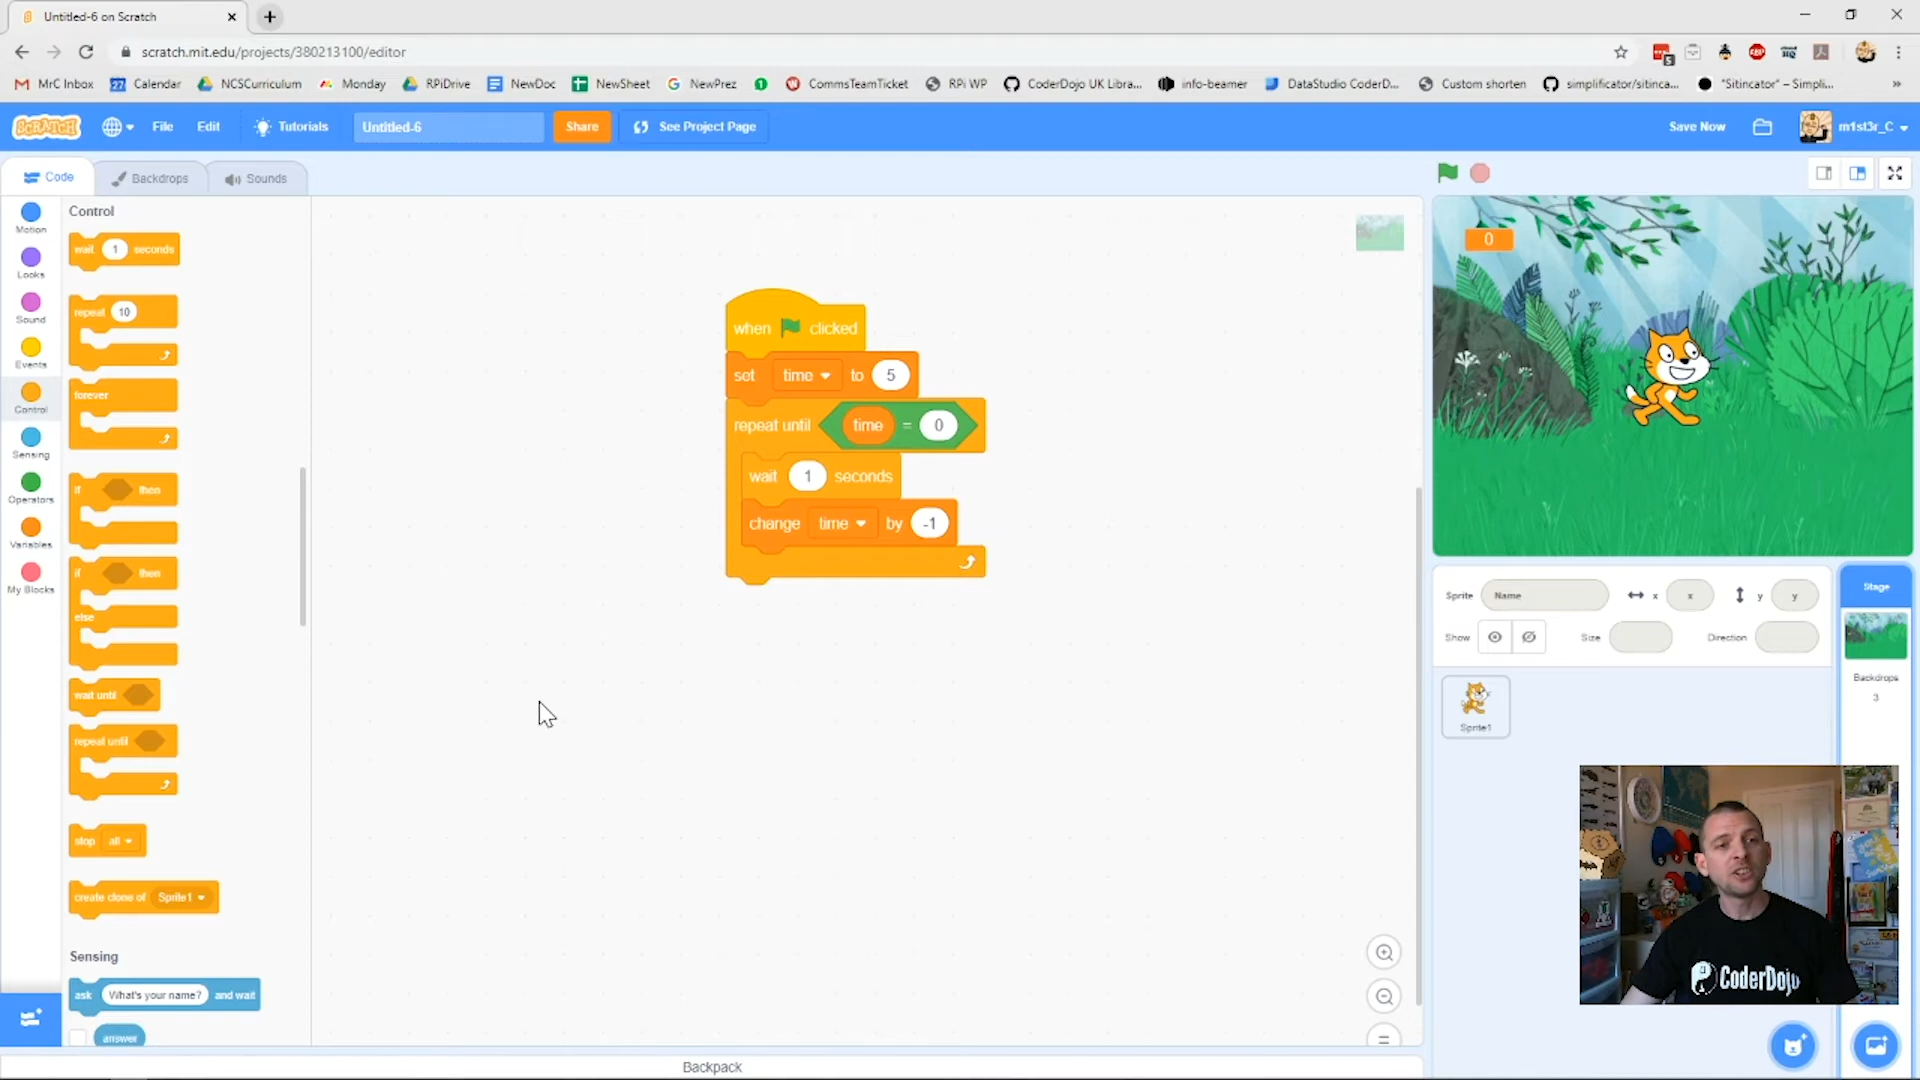 Untitled-6 on Scratch
scratch.mit.edu/projects/380213100/editor
5
MrC Inbox
27 Calendar
NCSCurriculum
Monday
RPiDrive
NewDoc
NewSheet
NewPrez
1
CommsTeamTicket
RPi WP
CoderDojo UK Libra...
info-beamer
DataStudio CoderD...
Custom shorten
simplificator/sitinca...
"Sitincator" – Simpli...
»
SCRATCH
File
Edit
Tutorials
Untitled-6
Share
See Project Page
Save Now
m1st3r_C
Code
Backdrops
Sounds
Motion
Looks
Sound
Events
Control
Sensing
Operators
Variables
My Blocks
Control
wait 1 seconds
repeat 10
forever
if then
if then
else
wait until
repeat until
stop all
create clone of Sprite1
Sensing
ask What's your name? and wait
answer
when clicked
set time to 5
repeat until time = 0
wait 1 seconds
change time by -1
Backpack
0
Sprite Name x x y y
Show Size Direction
Sprite1
Stage
Backdrops
3
CoderDojo